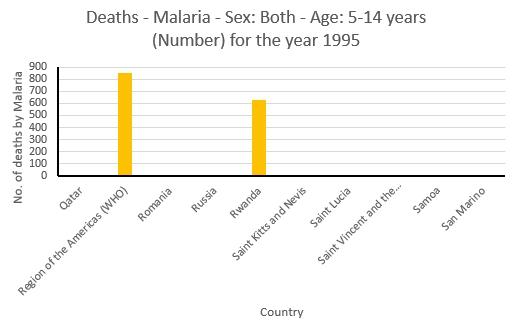 Deaths - Malaria - Sex: Both - Age: 5-14 years
(Number) for the year 1995
No. of deaths by Malaria
900
800
700
600
500
400
300
200
100
0
Qatar
Region of the Americas (WHO)
Romania
Russia
Rwanda
Saint Kitts and Nevis
Saint Lucia
Saint Vincent and the...
Samoa
San Marino
Country